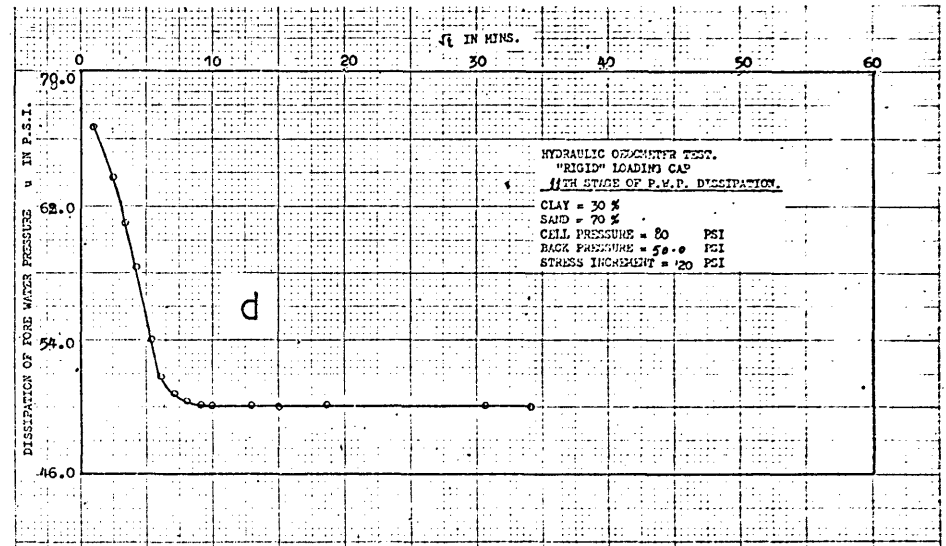 √t IN MINS.
0 10 20 30 40 50 60
79.0
62.0
54.0
46.0
DISSIPATION OF PORE WATER PRESSURE u IN P.S.I.
HYDRAULIC OEDOMETER TEST.
"RIGID" LOADING CAP
11TH STAGE OF P.W.P. DISSIPATION.
CLAY = 30 %
SAND = 70 %
CELL PRESSURE = 80 PSI
BACK PRESSURE = 50.0 PSI
STRESS INCREMENT = 20 PSI
d